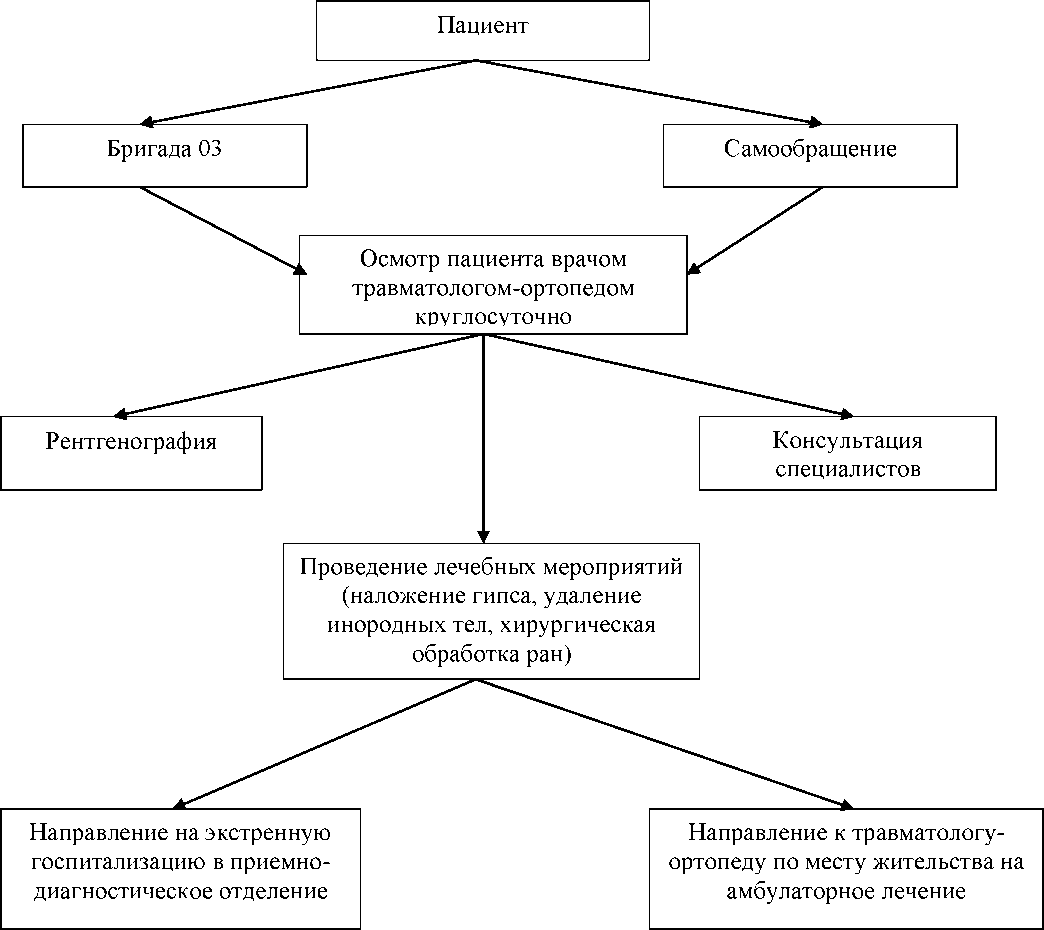 Пациент
Бригада 03
Самообращение
Осмотр пациента врачом
травматологом-ортопедом
круглосуточно
Рентгенография
Консультация
специалистов
Проведение лечебных мероприятий
(наложение гипса, удаление
инородных тел, хирургическая
обработка ран)
Направление на экстренную
госпитализацию в приемно-
диагностическое отделение
Направление к травматологу-
ортопеду по месту жительства на
амбулаторное лечение